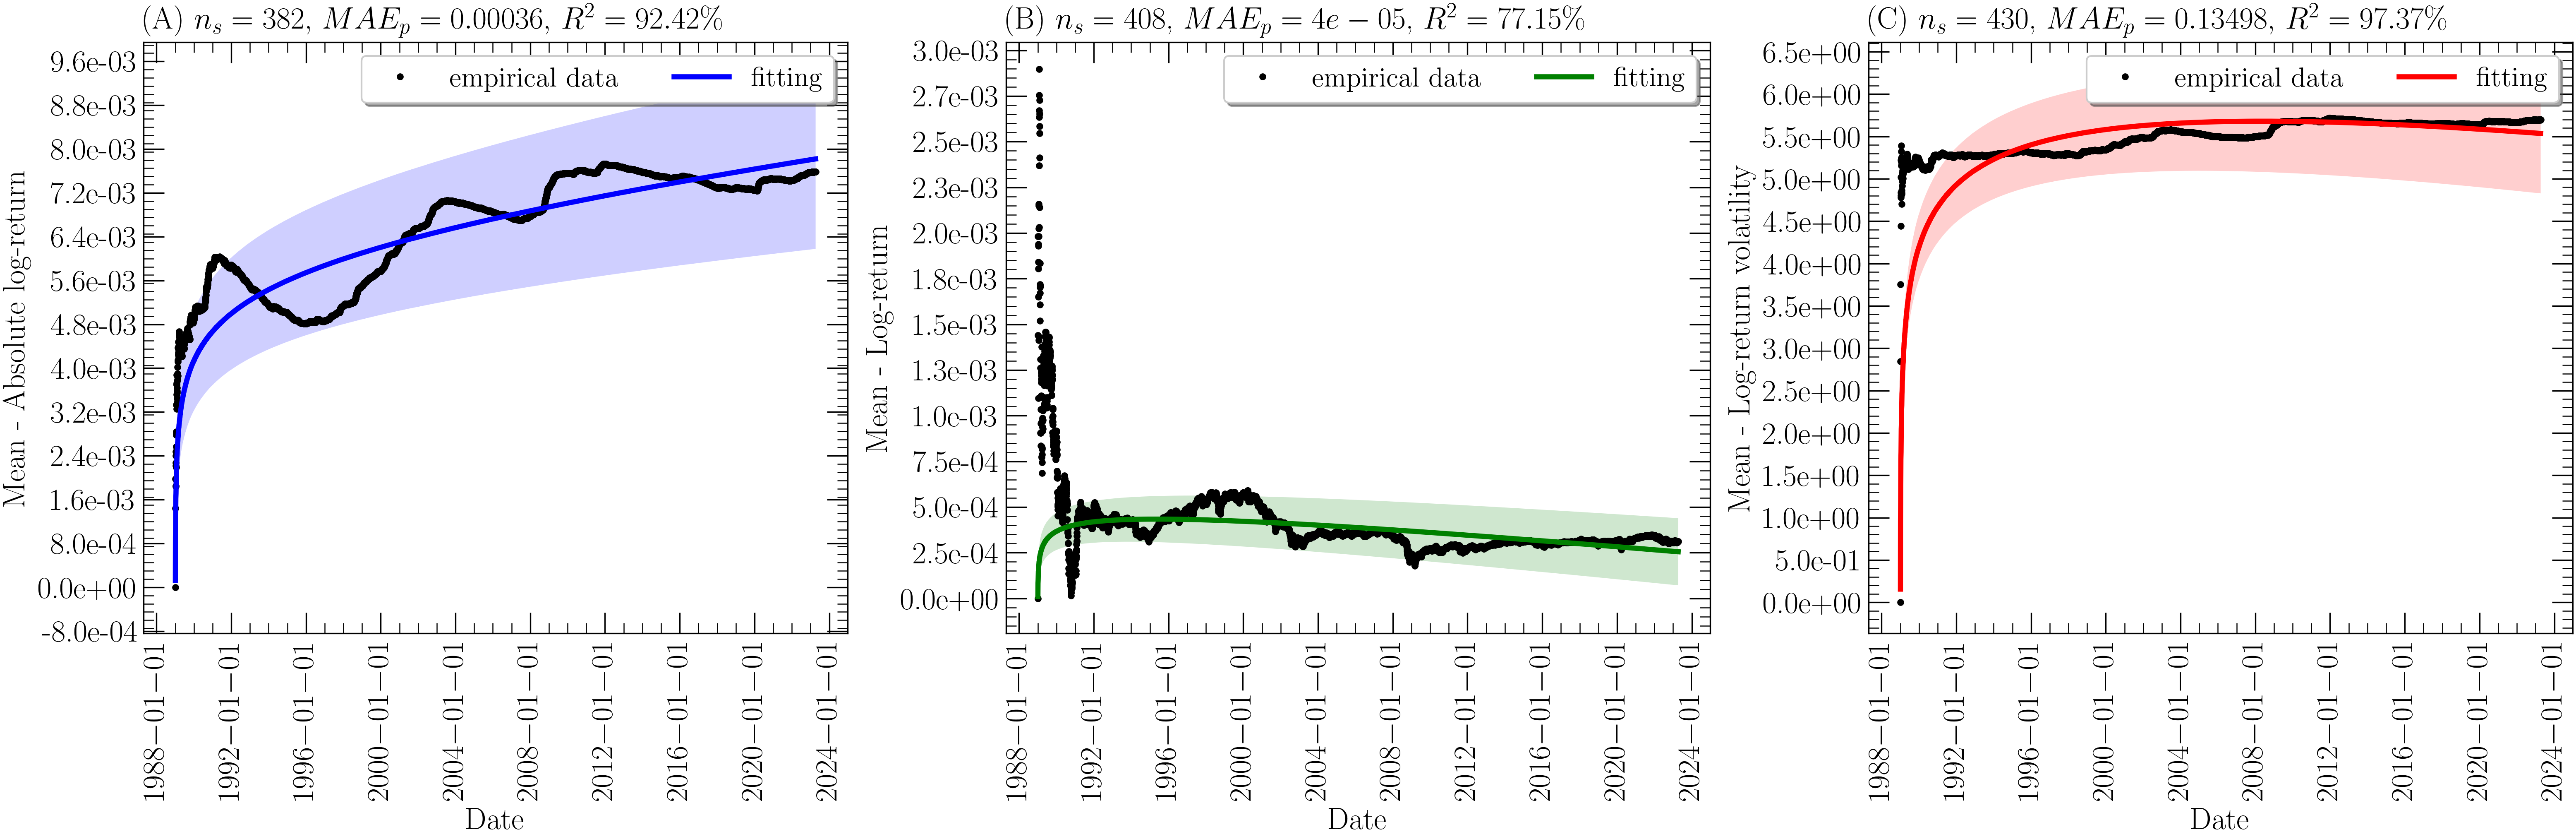 (A) n_s = 382, MAE_p = 0.00036, R² = 92.42%
empirical data fitting
Mean - Absolute log-return
9.6e-03
8.8e-03
8.0e-03
7.2e-03
6.4e-03
5.6e-03
4.8e-03
4.0e-03
3.2e-03
2.4e-03
1.6e-03
8.0e-04
0.0e+00
-8.0e-04
1988−01−01
1992−01−01
1996−01−01
2000−01−01
2004−01−01
2008−01−01
2012−01−01
2016−01−01
2020−01−01
2024−01−01
Date
(B) n_s = 408, MAE_p = 4e − 05, R² = 77.15%
empirical data fitting
Mean - Log-return
3.0e-03
2.7e-03
2.5e-03
2.3e-03
2.0e-03
1.8e-03
1.5e-03
1.3e-03
1.0e-03
7.5e-04
5.0e-04
2.5e-04
0.0e+00
1988−01−01
1992−01−01
1996−01−01
2000−01−01
2004−01−01
2008−01−01
2012−01−01
2016−01−01
2020−01−01
2024−01−01
Date
(C) n_s = 430, MAE_p = 0.13498, R² = 97.37%
empirical data fitting
Mean - Log-return volatility
6.5e+00
6.0e+00
5.5e+00
5.0e+00
4.5e+00
4.0e+00
3.5e+00
3.0e+00
2.5e+00
2.0e+00
1.5e+00
1.0e+00
5.0e-01
0.0e+00
1988−01−01
1992−01−01
1996−01−01
2000−01−01
2004−01−01
2008−01−01
2012−01−01
2016−01−01
2020−01−01
2024−01−01
Date